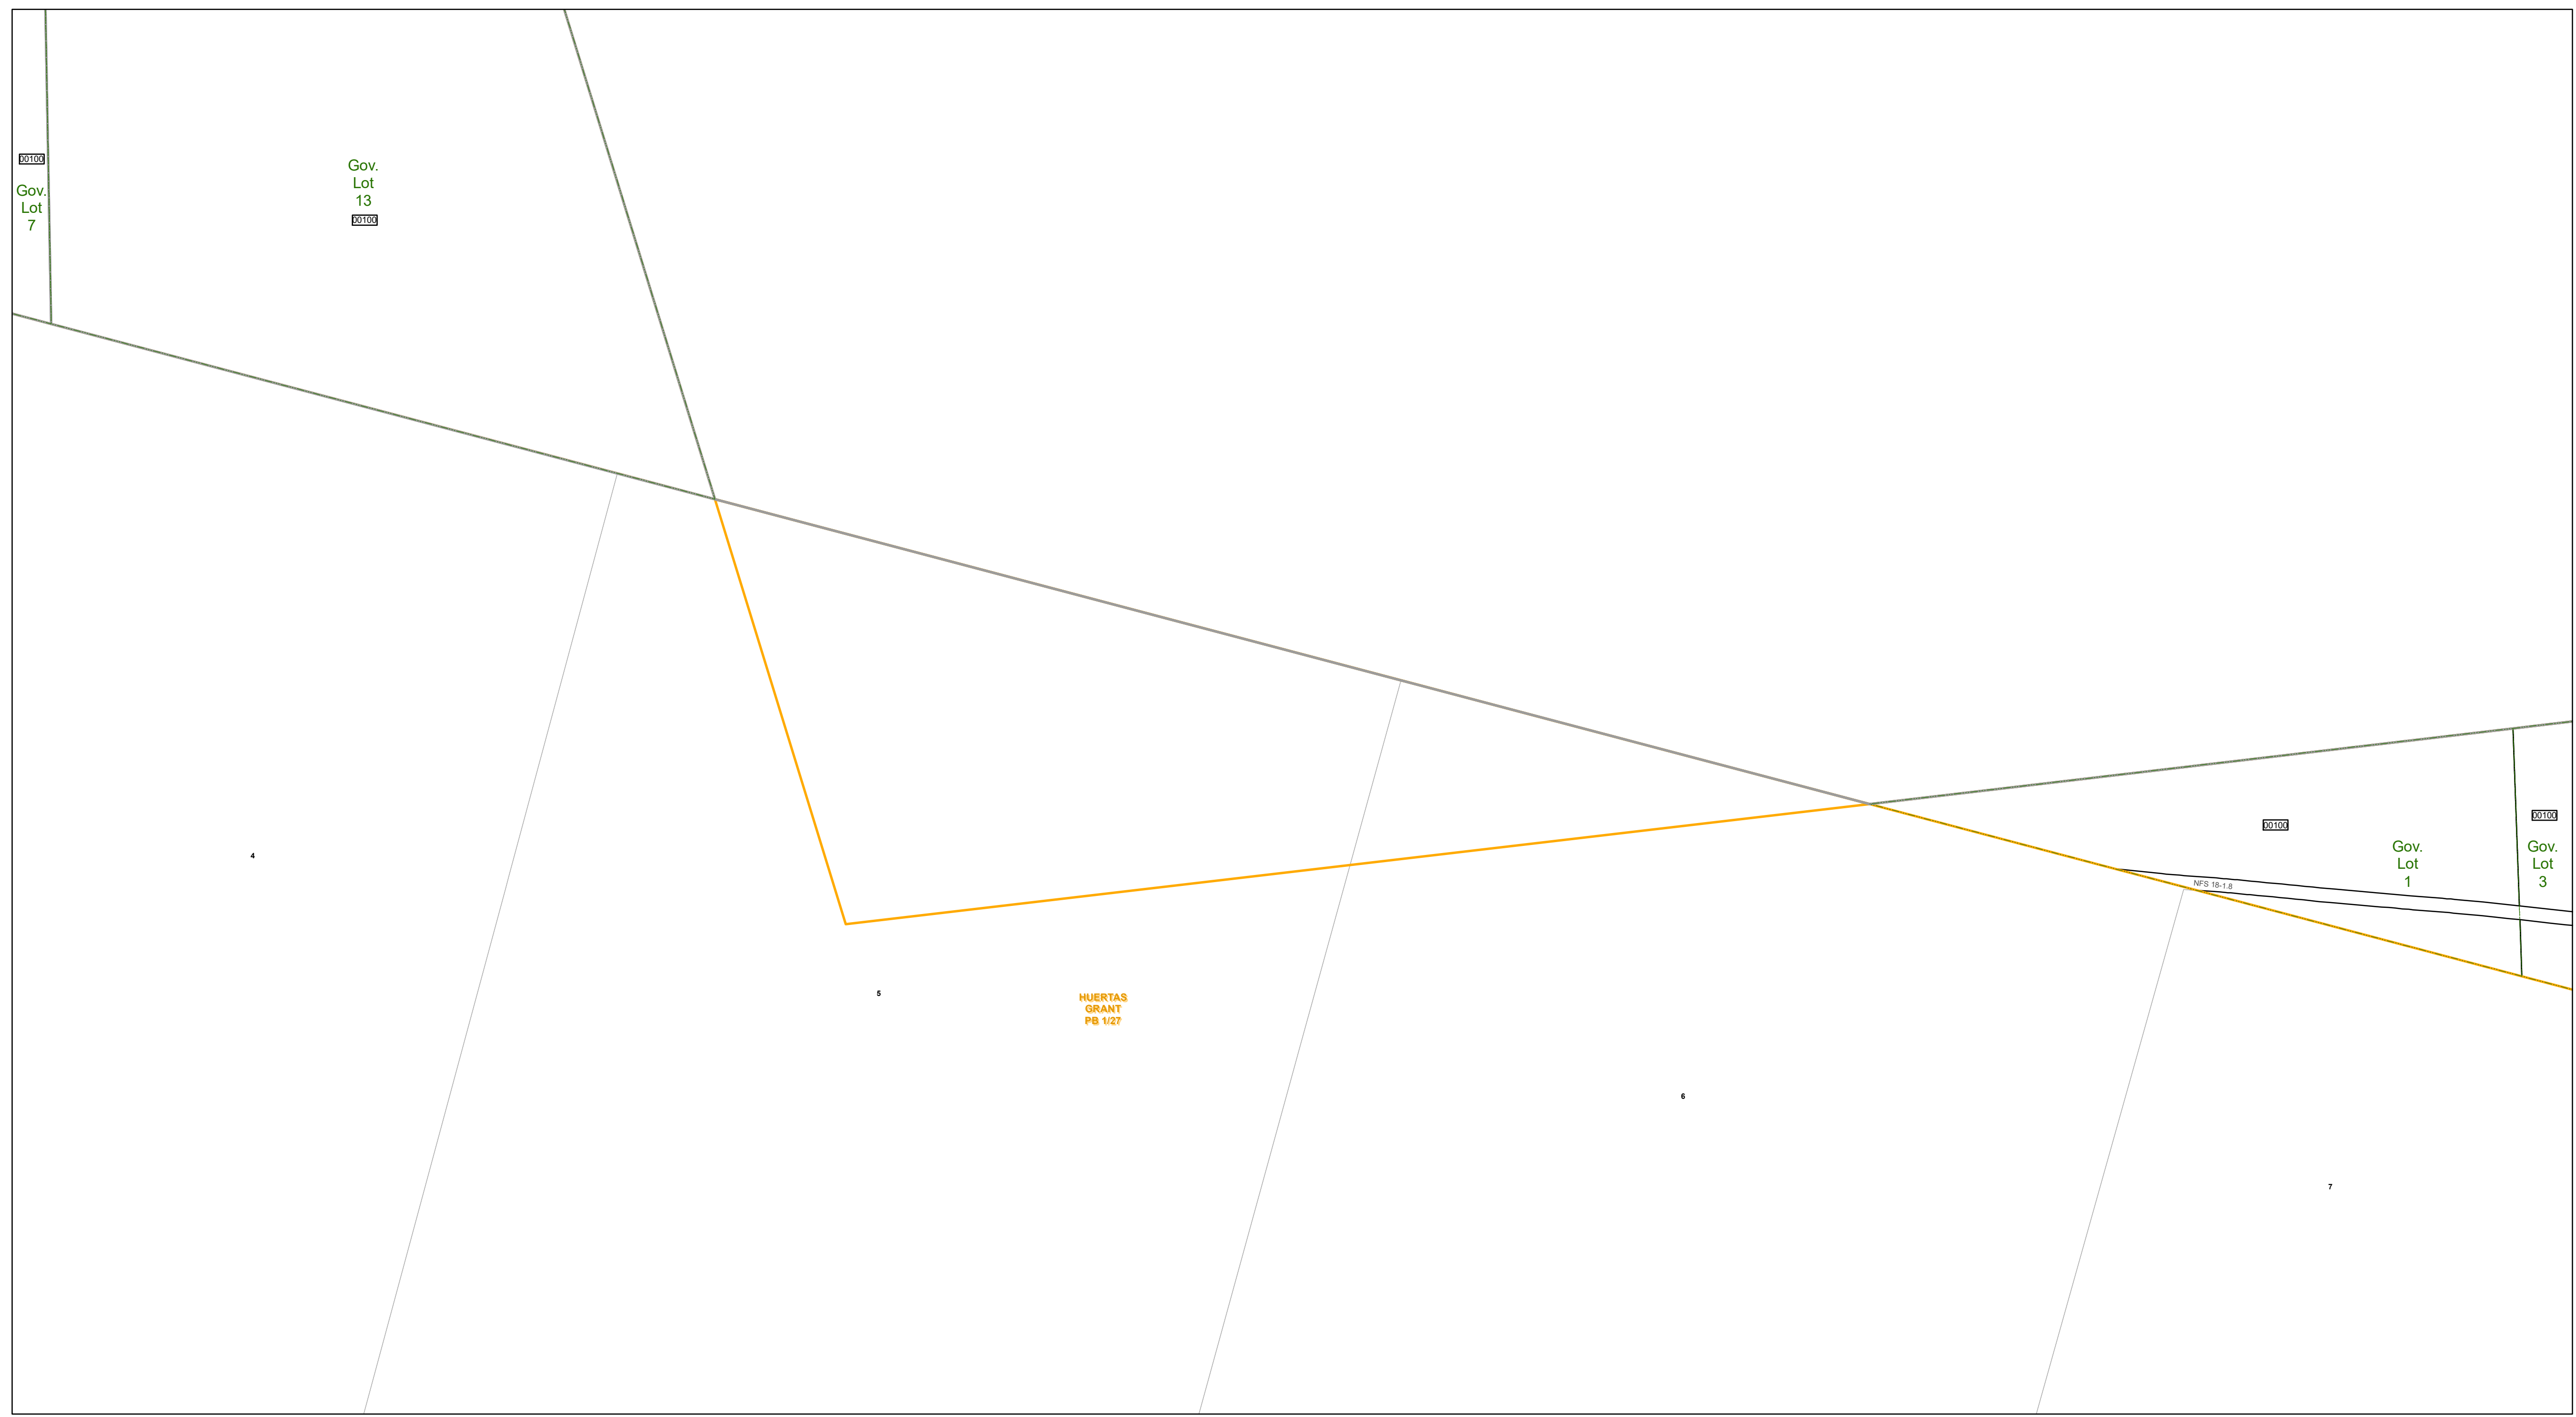 00100
Gov.
Lot
7
Gov.
Lot
13
00100
00100
00100
Gov.
Lot
1
Gov.
Lot
3
NFS 18-1.8
4
5
HUERTAS
GRANT
PB 1/27
6
7